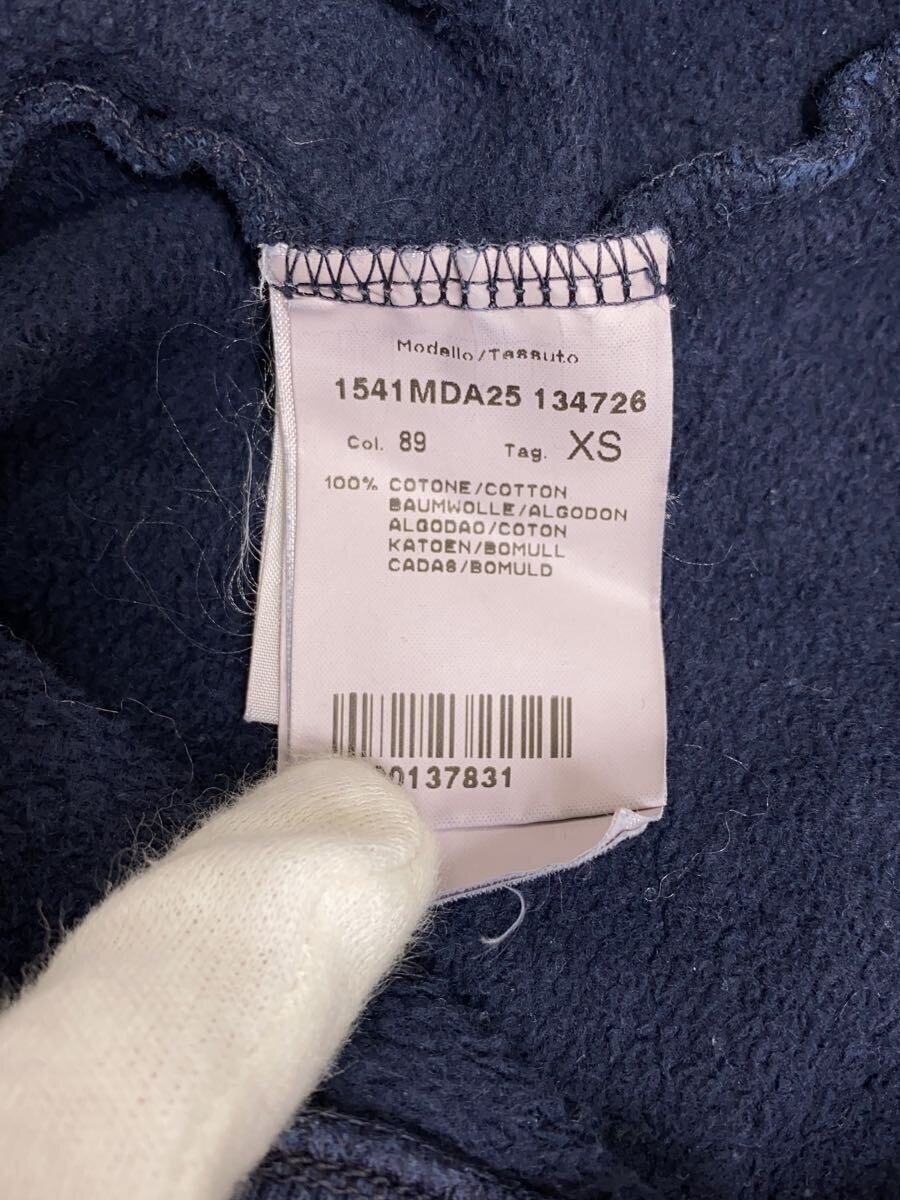 Modello/Tessuto
1541MDA25 134726
Col. 89 Tag. XS
100% COTONE/COTTON
BAUMWOLLE/ALGODON
ALGODAO/COTON
KATOEN/BOMULL
CADAS/BOMULD
0137831